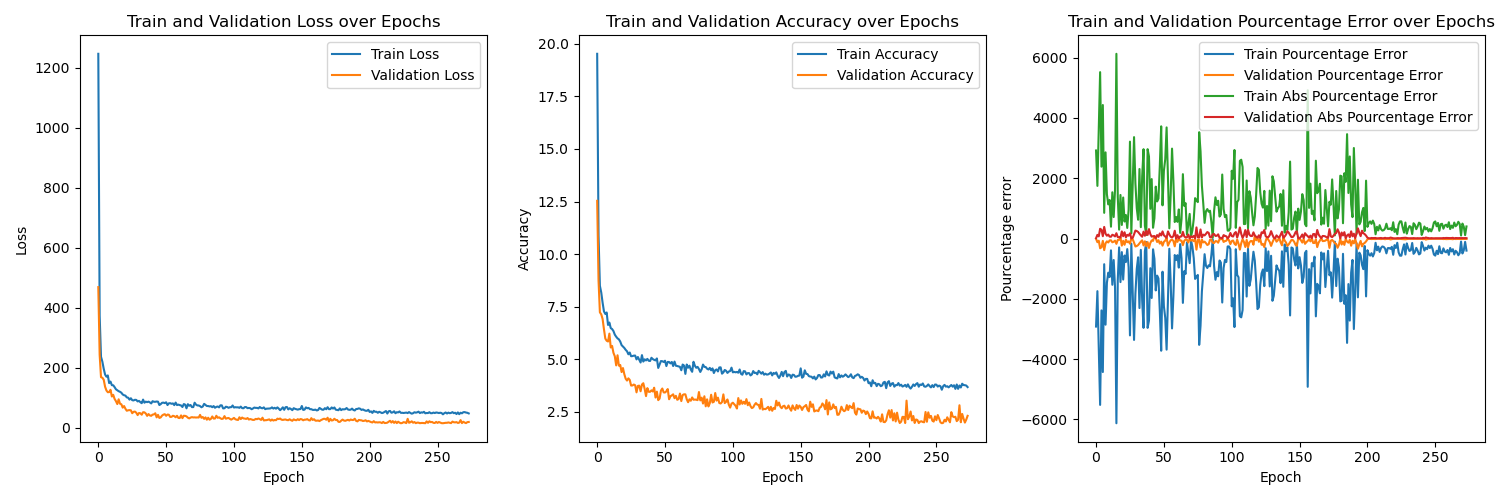 Train and Validation Loss over Epochs
Train Loss
Validation Loss
1200
1000
800
600
400
200
0
Loss
0
50
100
150
200
250
Epoch
Train and Validation Accuracy over Epochs
Train Accuracy
Validation Accuracy
20.0
17.5
15.0
12.5
10.0
7.5
5.0
2.5
Accuracy
0
50
100
150
200
250
Epoch
Train and Validation Pourcentage Error over Epochs
Train Pourcentage Error
Validation Pourcentage Error
Train Abs Pourcentage Error
Validation Abs Pourcentage Error
6000
4000
2000
0
−2000
−4000
−6000
Pourcentage error
0
50
100
150
200
250
Epoch